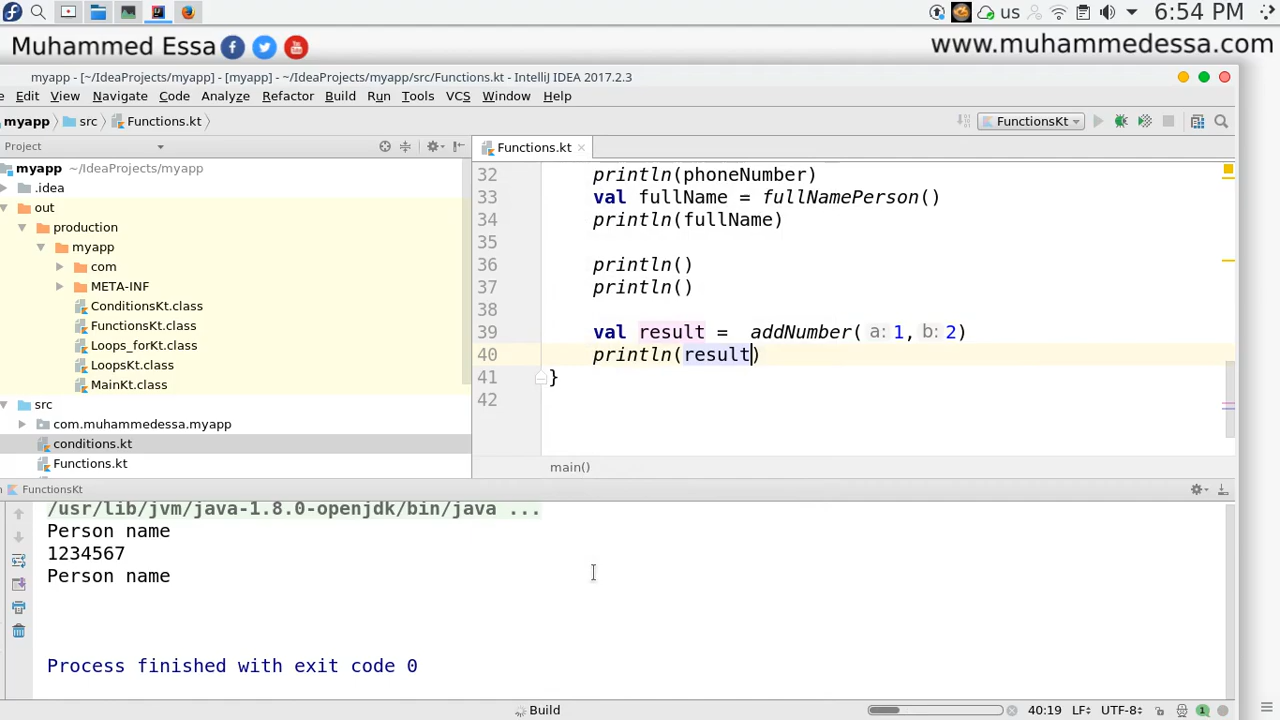 us
6:54 PM
Muhammed Essa
www.muhammedessa.com
myapp - [~/IdeaProjects/myapp] - [myapp] - ~/IdeaProjects/myapp/src/Functions.kt - IntelliJ IDEA 2017.2.3
e Edit View Navigate Code Analyze Refactor Build Run Tools VCS Window Help
myapp src Functions.kt
FunctionsKt
Project
Functions.kt
myapp ~/IdeaProjects/myapp
.idea
out
production
myapp
com
META-INF
ConditionsKt.class
FunctionsKt.class
Loops_forKt.class
LoopsKt.class
MainKt.class
src
com.muhammedessa.myapp
conditions.kt
Functions.kt
32 println(phoneNumber)
33 val fullName = fullNamePerson()
34 println(fullName)
35
36 println()
37 println()
38
39 val result =  addNumber( a: 1, b: 2)
40 println(result)
41 }
42
main()
FunctionsKt
/usr/lib/jvm/java-1.8.0-openjdk/bin/java ...
Person name
1234567
Person name
Process finished with exit code 0
Build
40:19 LF÷ UTF-8÷ 1